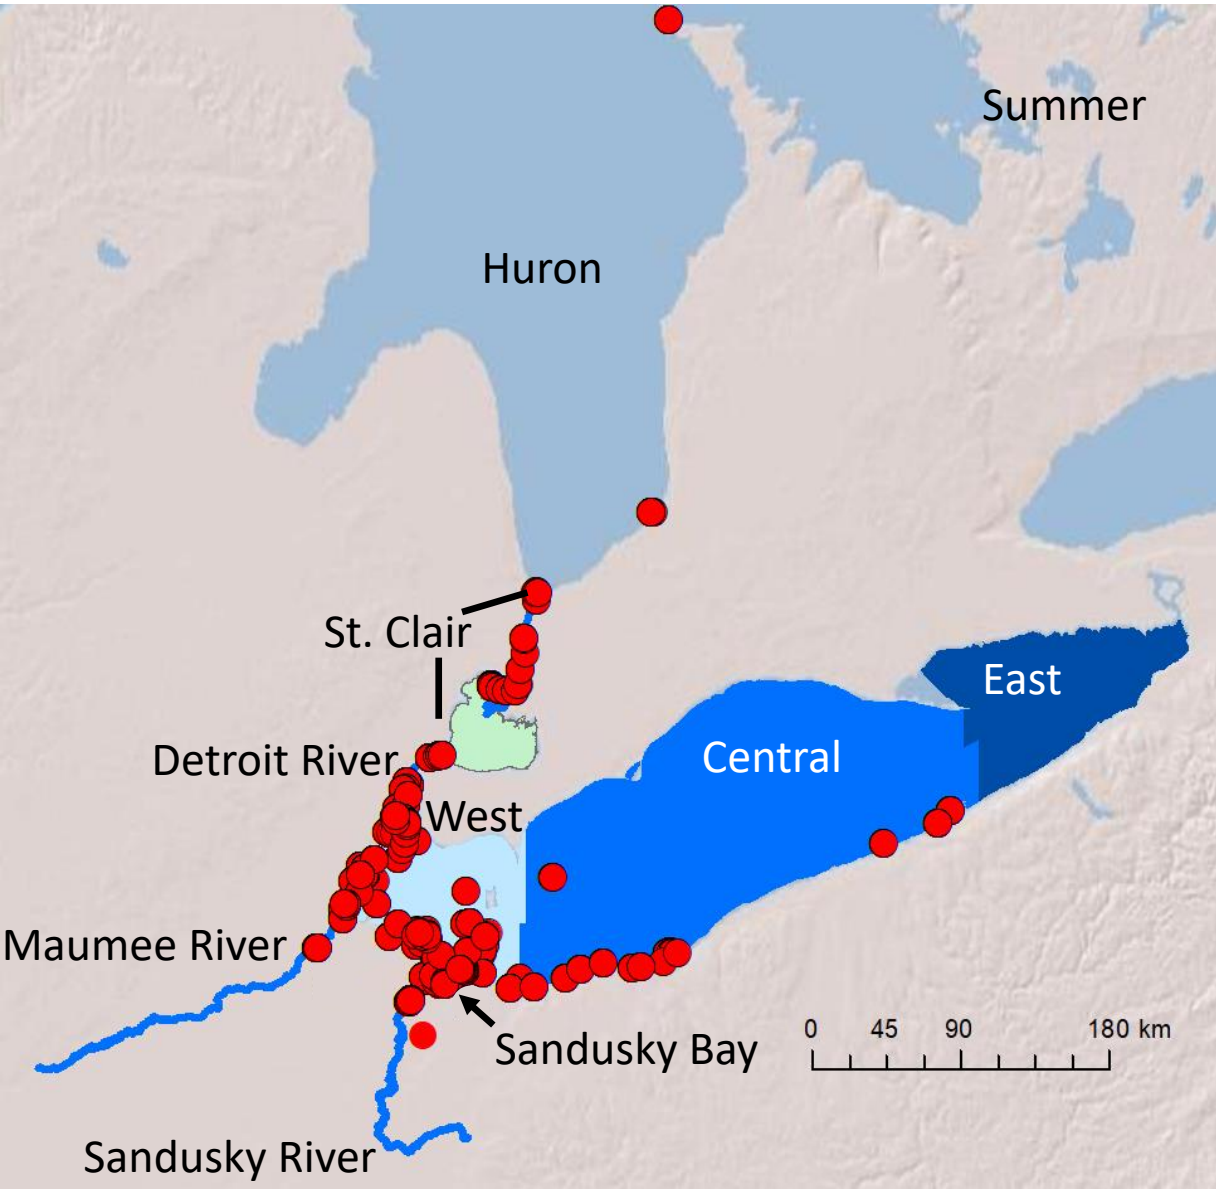 Summer
Huron
St. Clair
East
Central
Detroit River
West
Maumee River
0 45 90 180 km
Sandusky Bay
Sandusky River